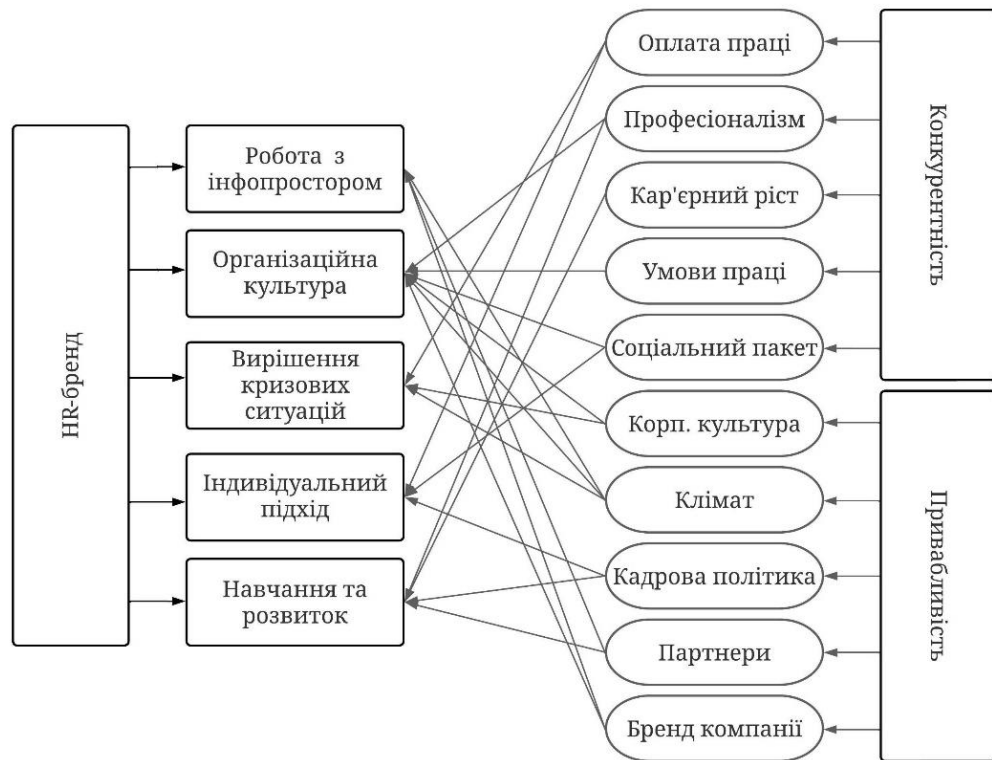 HR-бренд
Робота з
інфопростором
Організаційна
культура
Вирішення
кризових
ситуацій
Індивідуальний
підхід
Навчання та
розвиток
Оплата праці
Професіоналізм
Кар'єрний ріст
Умови праці
Соціальний пакет
Корп. культура
Клімат
Кадрова політика
Партнери
Бренд компанії
Конкурентність
Привабливість